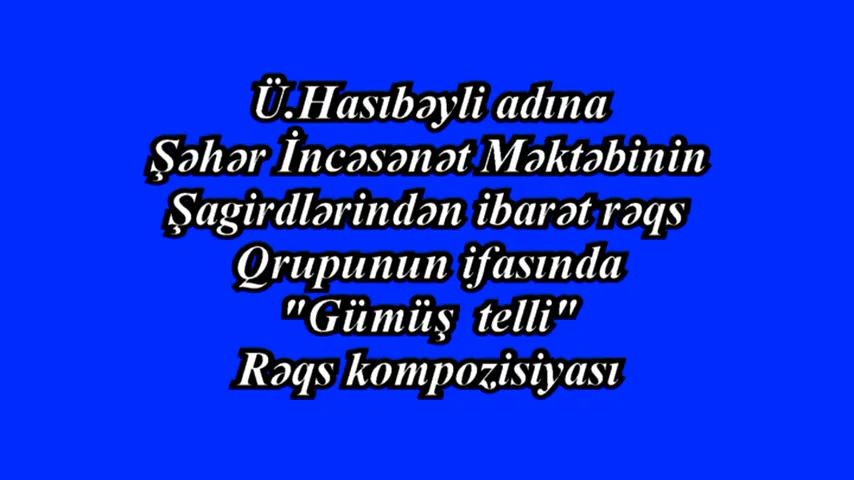 Ü.Hasıbəyli adına
Şəhər İncəsənət Məktəbinin
Şagirdlərindən ibarət rəqs
Qrupunun ifasında
"Gümüş telli"
Rəqs kompozisiyası